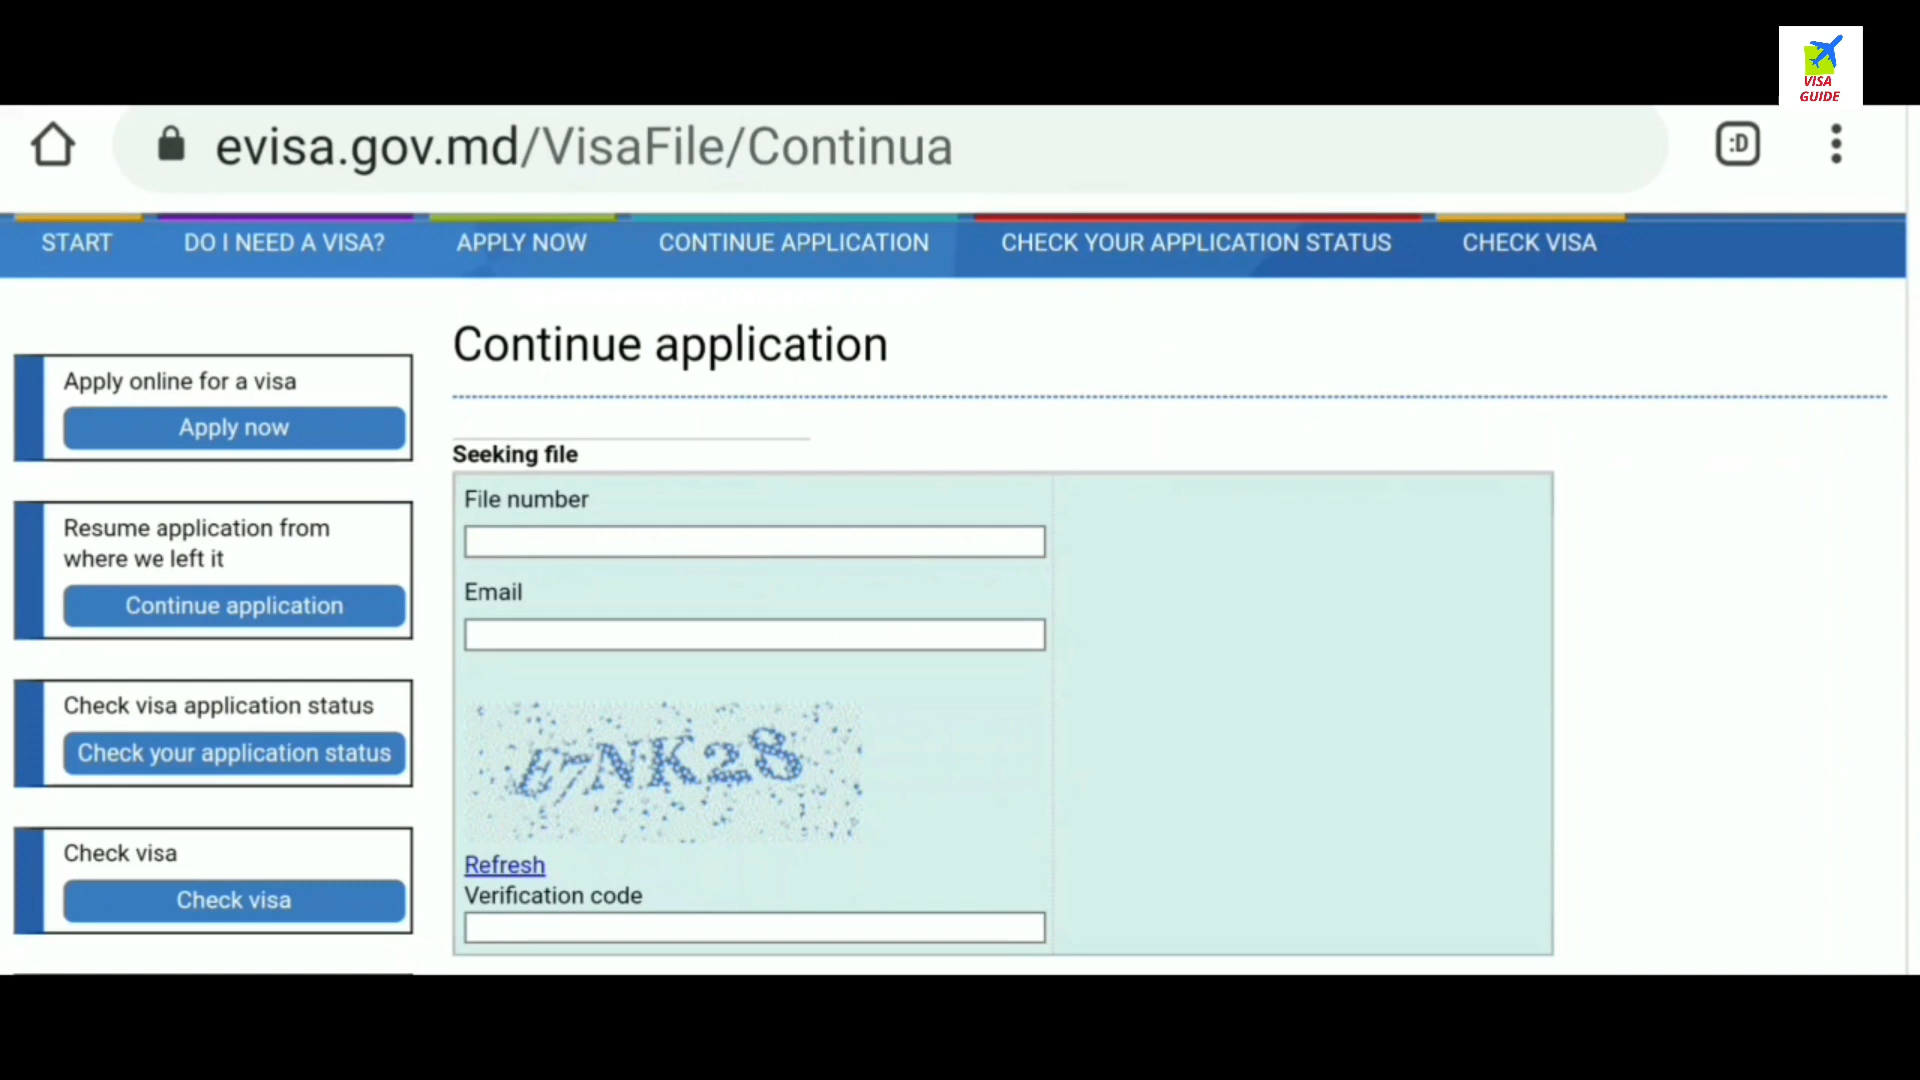 VISA
GUIDE
evisa.gov.md/VisaFile/Continua
:D
START
DO I NEED A VISA?
APPLY NOW
CONTINUE APPLICATION
CHECK YOUR APPLICATION STATUS
CHECK VISA
Apply online for a visa
Apply now
Resume application from
where we left it
Continue application
Check visa application status
Check your application status
Check visa
Check visa
Continue application
Seeking file
File number
Email
Refresh
Verification code